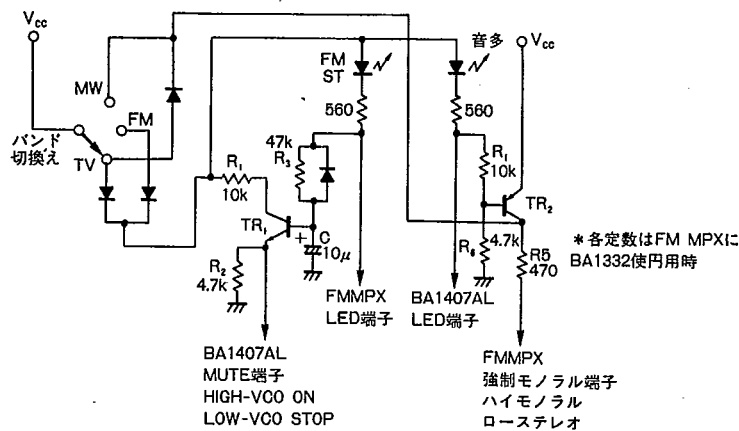 Vcc
MW
FM
TV
バンド
切換え
FM
ST
560
音多
560
Vcc
47k
R3
R1
10k
TR1
R2
4.7k
+
C
10μ
R1
10k
TR2
R6
4.7k
R5
470
＊各定数はFM MPXに
BA1332使円用時
FMMPX
LED端子
BA1407AL
LED端子
BA1407AL
MUTE端子
HIGH-VCO ON
LOW-VCO STOP
FMMPX
強制モノラル端子
ハイモノラル
ローステレオ